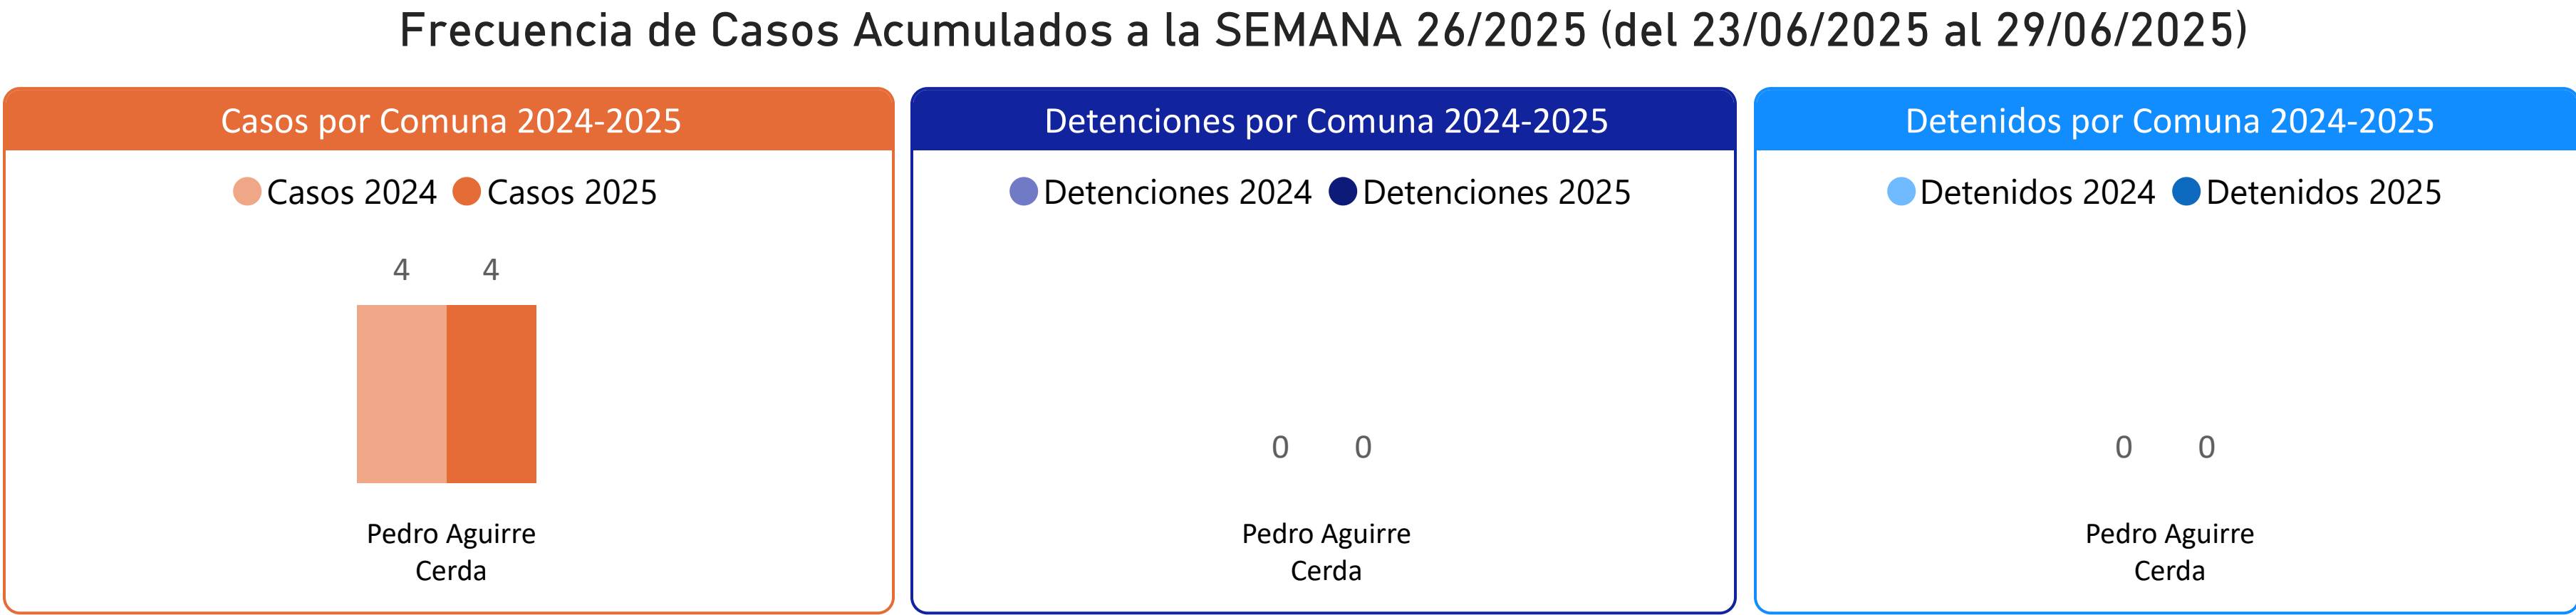 Frecuencia de Casos Acumulados a la SEMANA 26/2025 (del 23/06/2025 al 29/06/2025)
Casos por Comuna 2024-2025
Casos 2024 Casos 2025
4 4
Pedro Aguirre
Cerda
Detenciones por Comuna 2024-2025
Detenciones 2024 Detenciones 2025
0 0
Pedro Aguirre
Cerda
Detenidos por Comuna 2024-2025
Detenidos 2024 Detenidos 2025
0 0
Pedro Aguirre
Cerda